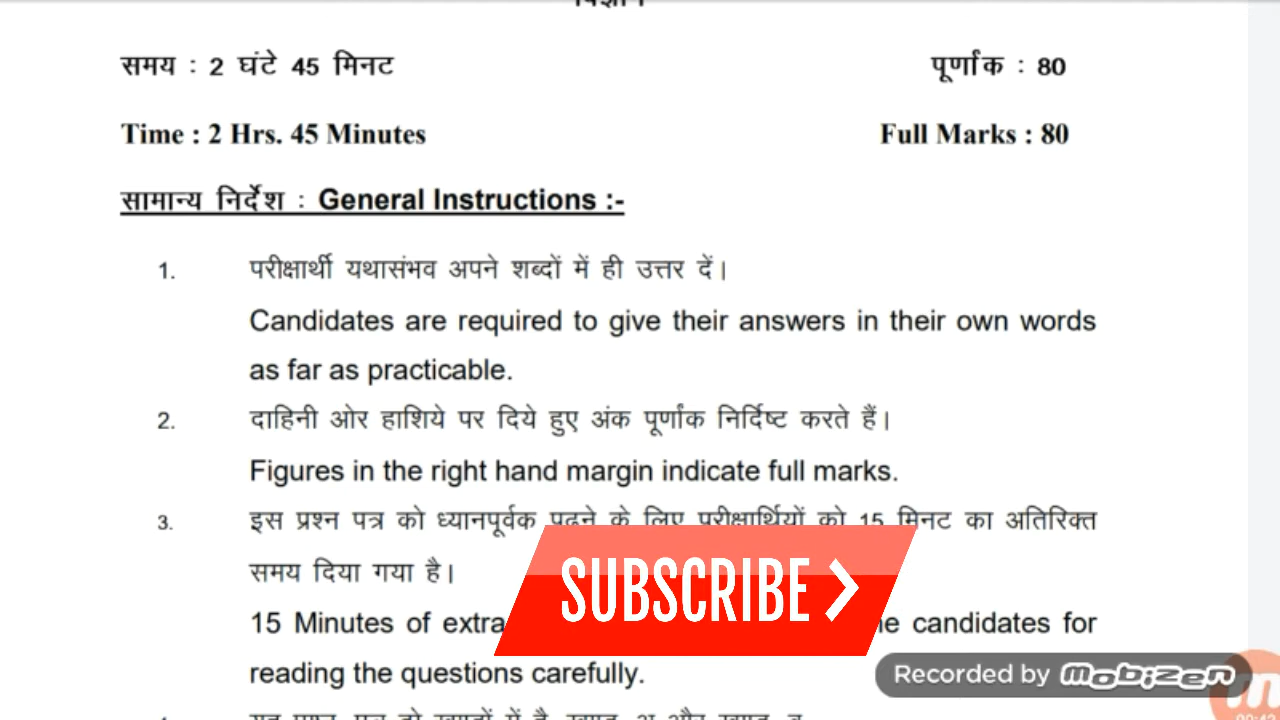 विज्ञान
समय : 2 घंटे 45 मिनट पूर्णांक : 80
Time : 2 Hrs. 45 Minutes Full Marks : 80
सामान्य निर्देश : General Instructions :-
1. परीक्षार्थी यथासंभव अपने शब्दों में ही उत्तर दें।
Candidates are required to give their answers in their own words
as far as practicable.
2. दाहिनी ओर हाशिये पर दिये हुए अंक पूर्णांक निर्दिष्ट करते हैं।
Figures in the right hand margin indicate full marks.
3. इस प्रश्न पत्र को ध्यानपूर्वक पढ़ने के लिए परीक्षार्थियों को 15 मिनट का अतिरिक्त
समय दिया गया है।
SUBSCRIBE
15 Minutes of extra candidates for
reading the questions carefully.
Recorded by mobizen